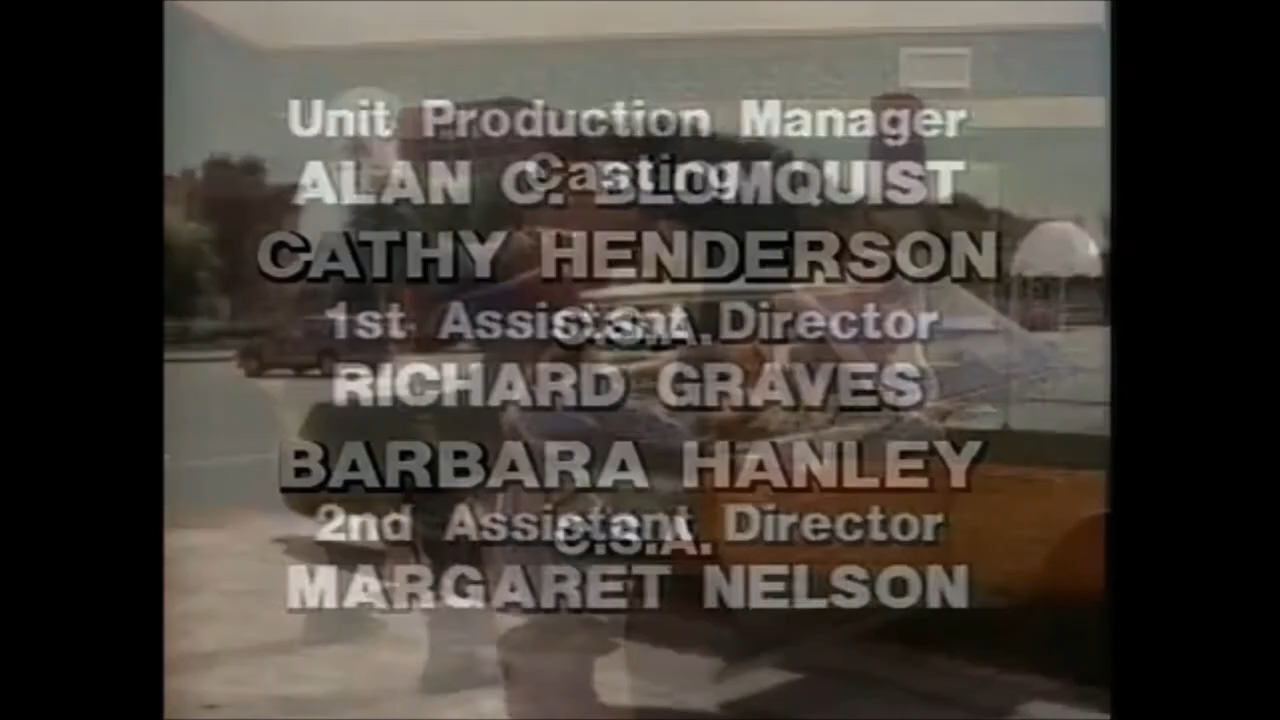 Unit Production Manager
Casting
ALAN C. BLOMQUIST
CATHY HENDERSON
1st Assistant Director
C.S.A.
RICHARD GRAVES
BARBARA HANLEY
2nd Assistant Director
C.S.A.
MARGARET NELSON